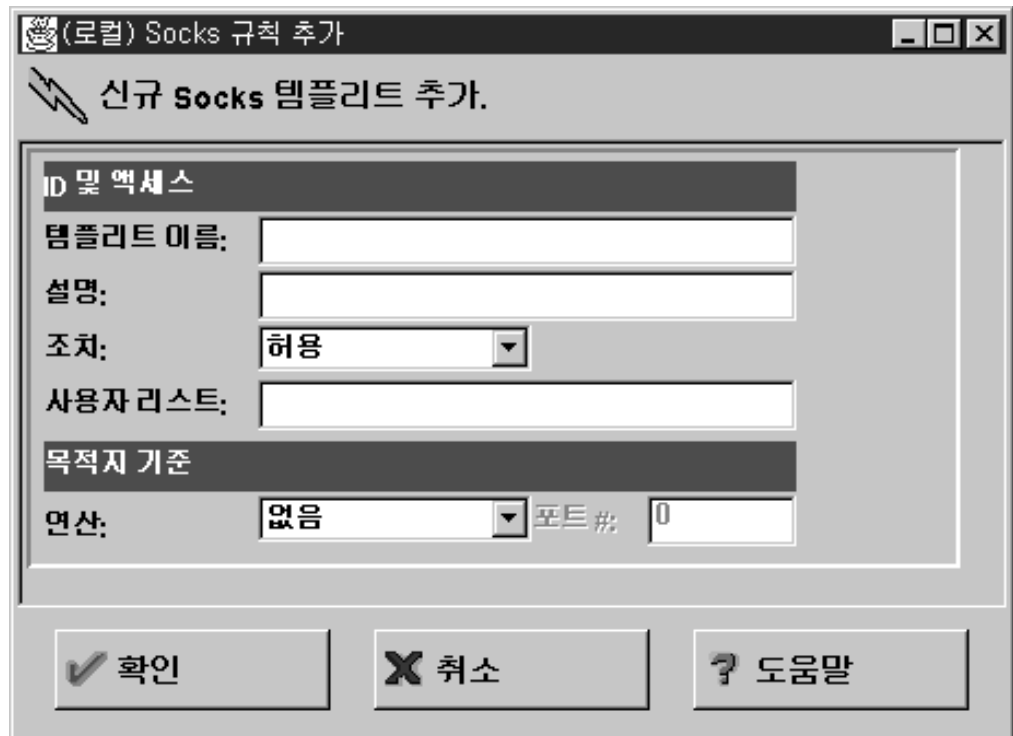 (로컬) Socks 규칙 추가
신규 Socks 템플리트 추가.
ID 및 액세스
템플리트 이름:
설명:
조치: 허용
사용자 리스트:
목적지 기준
연산: 없음 포트 #: 0
확인 취소 도움말